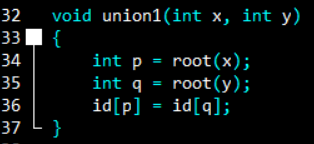 32 void union1(int x, int y)
33 {
34 int p = root(x);
35 int q = root(y);
36 id[p] = id[q];
37 }